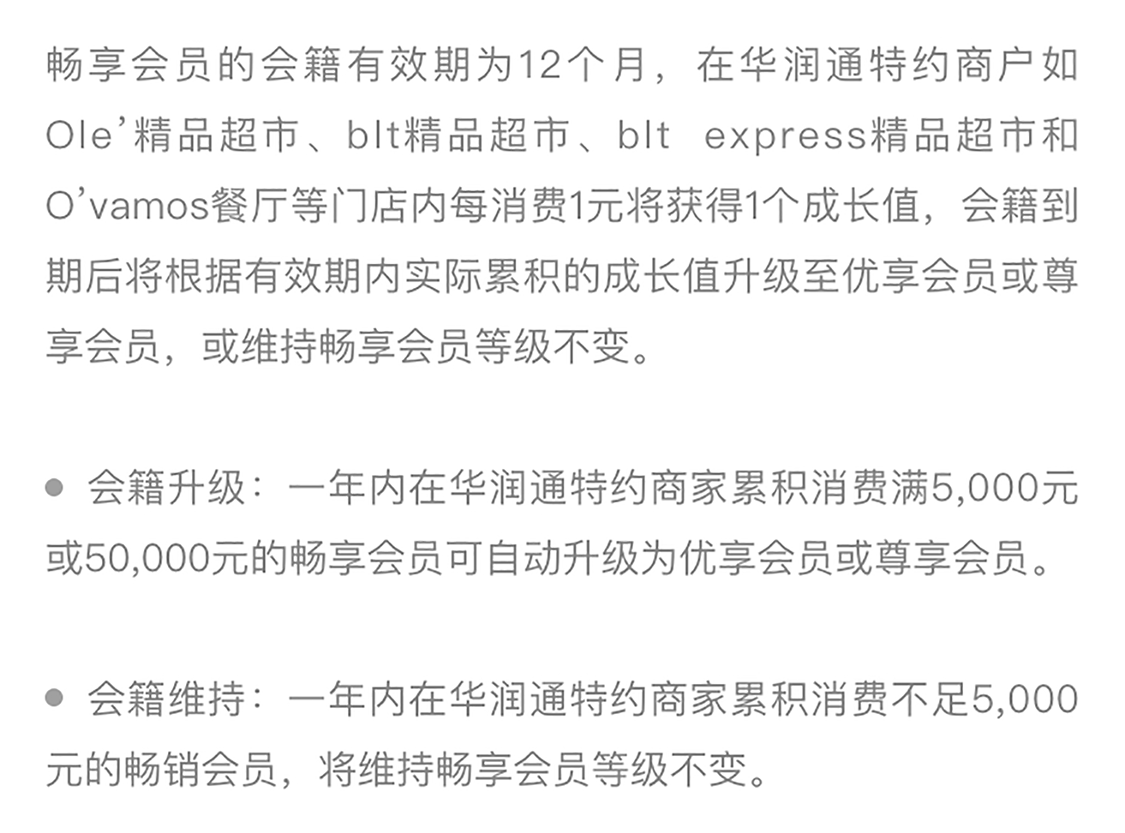 畅享会员的会籍有效期为12个月，在华润通特约商户如
Ole’精品超市、blt精品超市、blt express精品超市和
O’vamos餐厅等门店内每消费1元将获得1个成长值，会籍到
期后将根据有效期内实际累积的成长值升级至优享会员或尊
享会员，或维持畅享会员等级不变。
● 会籍升级：一年内在华润通特约商家累积消费满5,000元
或50,000元的畅享会员可自动升级为优享会员或尊享会员。
● 会籍维持：一年内在华润通特约商家累积消费不足5,000
元的畅销会员，将维持畅享会员等级不变。